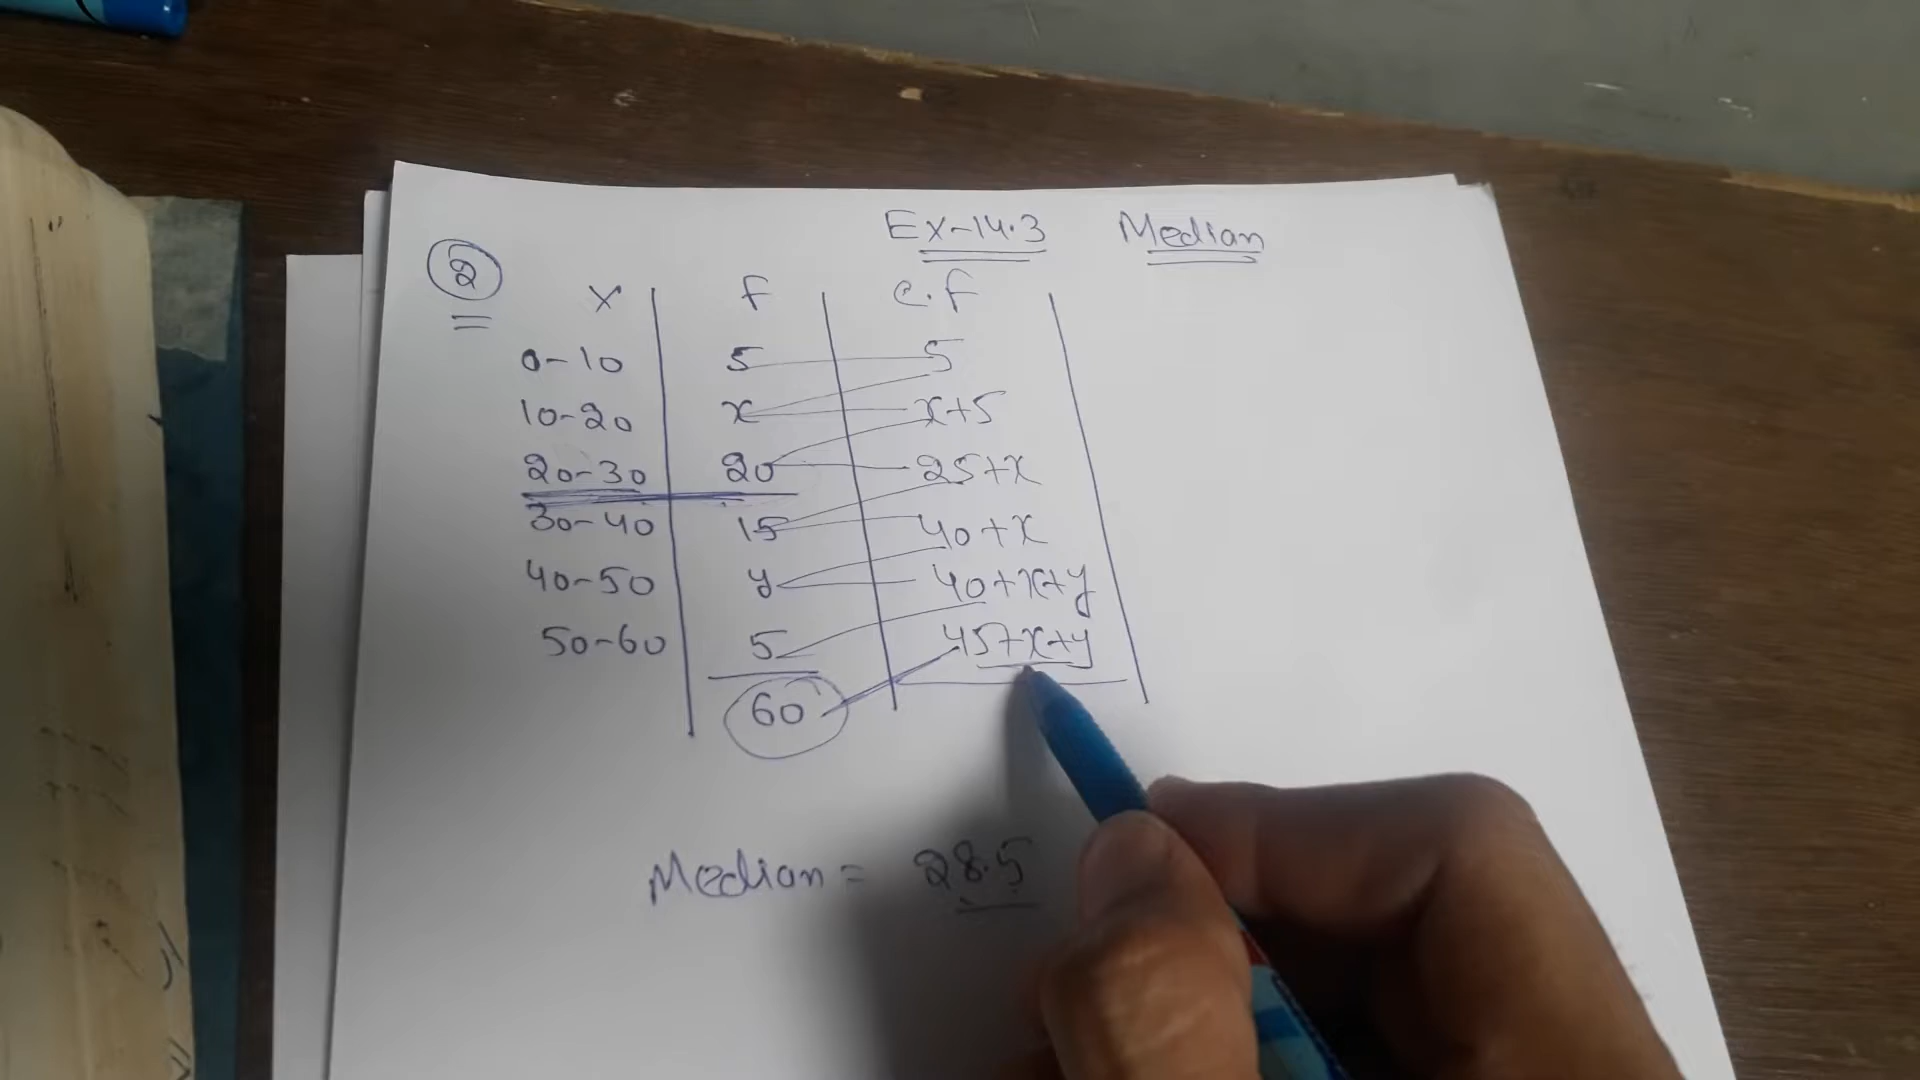 Ex-14.3 Median
2
x f c.f
0-10 5 5
10-20 x x+5
20-30 20 25+x
30-40 15 40+x
40-50 y 40+x+y
50-60 5 45+x+y
60
Median = 28.5